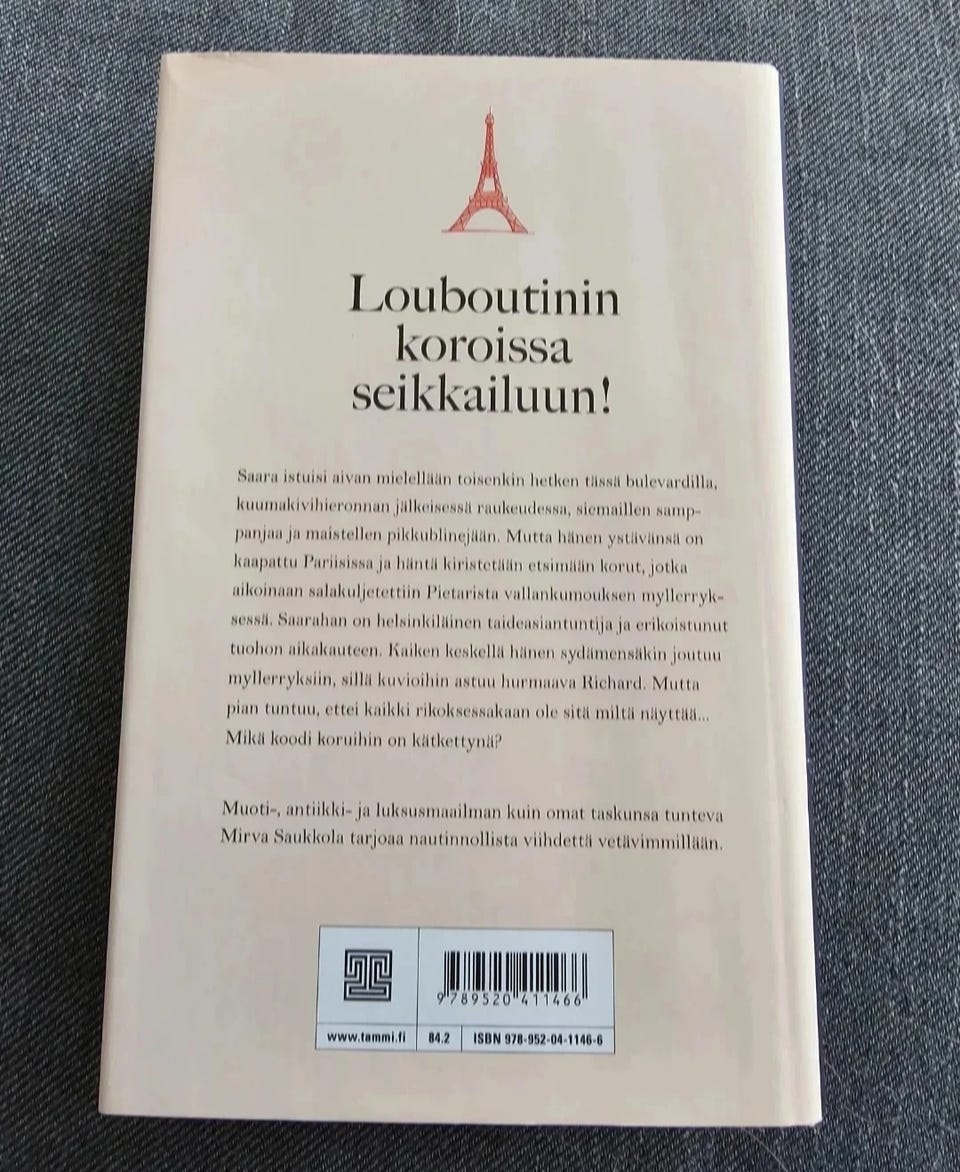 Louboutinin
koroissa
seikkailuun!
Saara istuisi aivan mielellään toisenkin hetken tässä bulevardilla,
kuumakivihieronnan jälkeisessä raukeudessa, siemaillen samp-
panjaa ja maistellen pikkublinejään. Mutta hänen ystävänsä on
kaapattu Pariisissa ja häntä kiristetään etsimään korut, jotka
aikoinaan salakuljetettiin Pietarista vallankumouksen myllerryk-
sessä. Saarahan on helsinkiläinen taideasiantuntija ja erikoistunut
tuohon aikakauteen. Kaiken keskellä hänen sydämensäkin joutuu
myllerryksiin, sillä kuvioihin astuu hurmaava Richard. Mutta
pian tuntuu, ettei kaikki rikoksessakaan ole sitä miltä näyttää...
Mikä koodi koruihin on kätkettynä?
Muoti-, antiikki- ja luksusmaailman kuin omat taskunsa tunteva
Mirva Saukkola tarjoaa nautinnollista viihdettä vetävimmillään.
9 789520 411466
www.tammi.fi 84.2 ISBN 978-952-04-1146-6